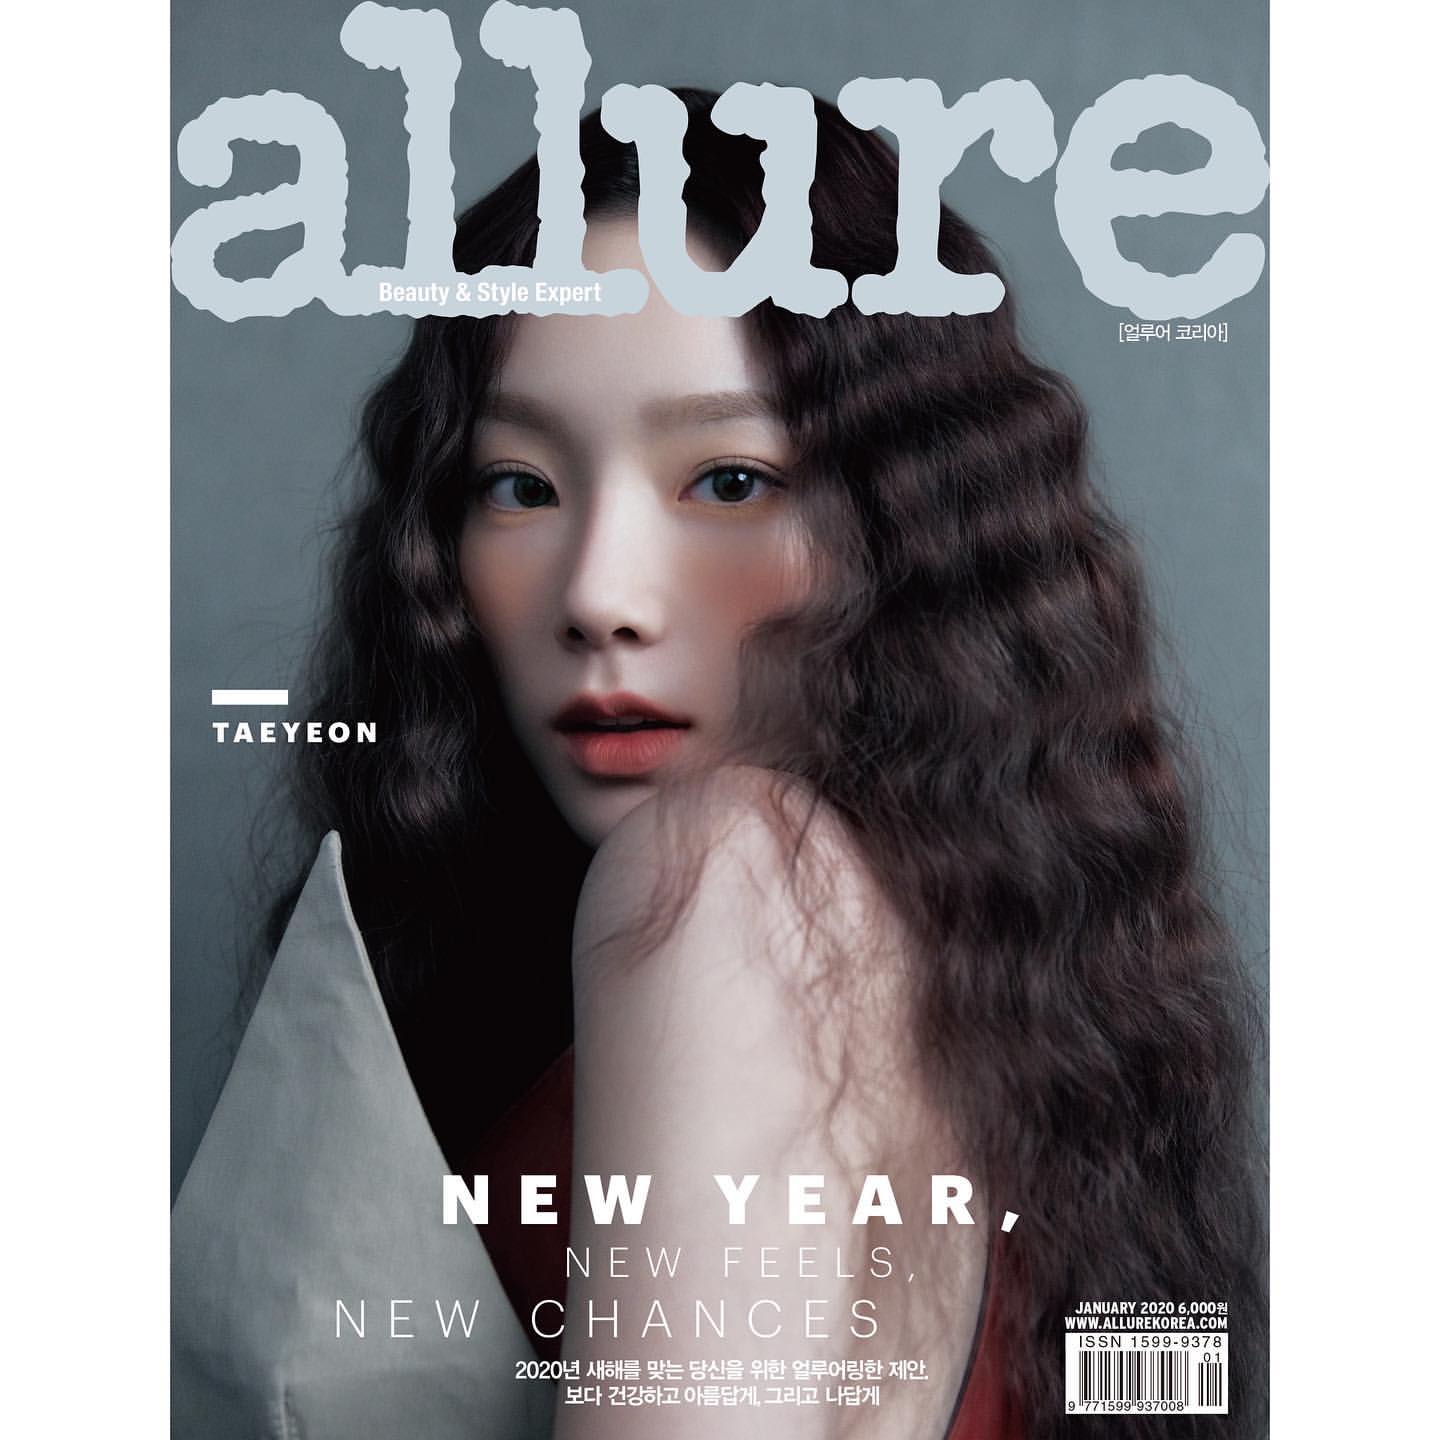 allure
Beauty & Style Expert
[얼루어 코리아]
TAEYEON
NEW YEAR,
NEW FEELS,
NEW CHANCES
2020년 새해를 맞는 당신을 위한 얼루어링한 제안.
보다 건강하고 아름답게, 그리고 나답게
JANUARY 2020 6,000원
WWW.ALLUREKOREA.COM
ISSN 1599-9378
01
9 771599 937008